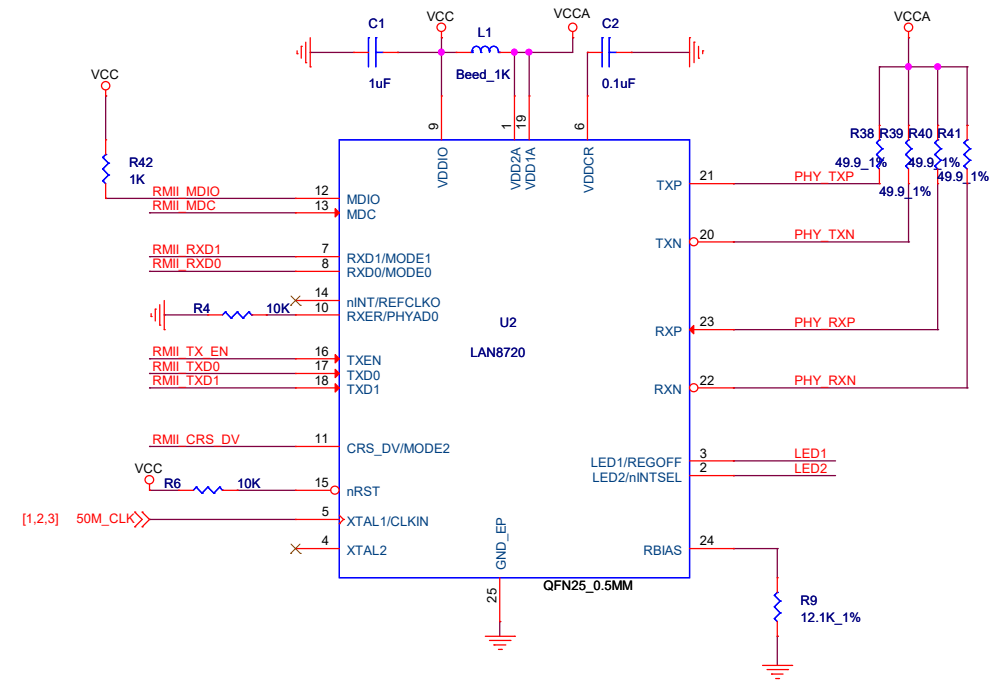 C1
VCC
L1
VCCA
C2
VCCA
1uF
Beed_1K
0.1uF
VCC
R42
1K
9
1
19
6
VDDIO
VDD2A
VDD1A
VDDCR
R38 R39 R40 R41
49.9_1% 49.9_1%
49.9_1%
49.9_1%
RMII_MDIO 12 MDIO
RMII_MDC 13 MDC
TXP 21 PHY_TXP
TXN 20 PHY_TXN
RMII_RXD1 7 RXD1/MODE1
RMII_RXD0 8 RXD0/MODE0
14 nINT/REFCLKO
R4 10K 10 RXER/PHYAD0
U2
LAN8720
RXP 23 PHY_RXP
RMII_TX_EN 16 TXEN
RMII_TXD0 17 TXD0
RMII_TXD1 18 TXD1
RXN 22 PHY_RXN
RMII_CRS_DV 11 CRS_DV/MODE2
LED1/REGOFF 3 LED1
LED2/nINTSEL 2 LED2
VCC
R6 10K 15 nRST
[1,2,3] 50M_CLK 5 XTAL1/CLKIN
4 XTAL2
GND_EP
RBIAS 24
QFN25_0.5MM
25
R9
12.1K_1%